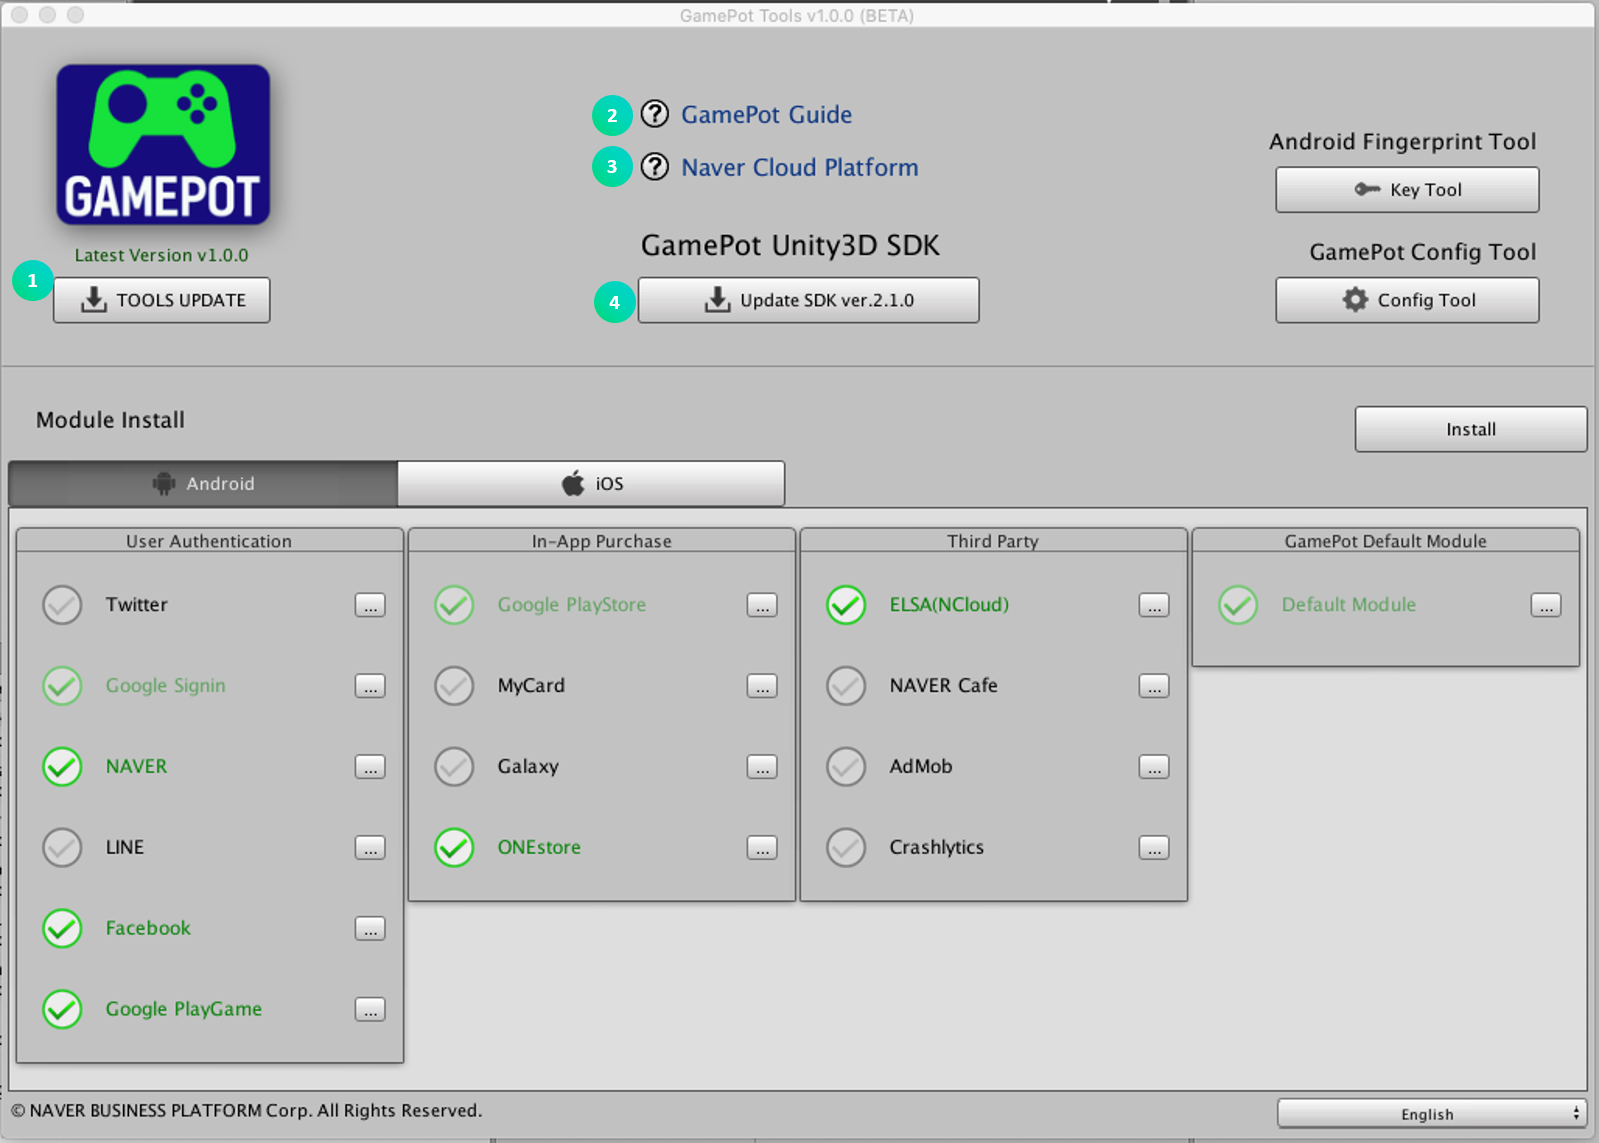 GamePot Tools v1.0.0 (BETA)
GAMEPOT
Latest Version v1.0.0
1
TOOLS UPDATE
2
? GamePot Guide
3
? Naver Cloud Platform
GamePot Unity3D SDK
4
Update SDK ver.2.1.0
Android Fingerprint Tool
Key Tool
GamePot Config Tool
Config Tool
Module Install
Install
Android
iOS
User Authentication
Twitter ...
Google Signin ...
NAVER ...
LINE ...
Facebook ...
Google PlayGame ...
In-App Purchase
Google PlayStore ...
MyCard ...
Galaxy ...
ONEstore ...
Third Party
ELSA(NCloud) ...
NAVER Cafe ...
AdMob ...
Crashlytics ...
GamePot Default Module
Default Module ...
© NAVER BUSINESS PLATFORM Corp. All Rights Reserved.
English